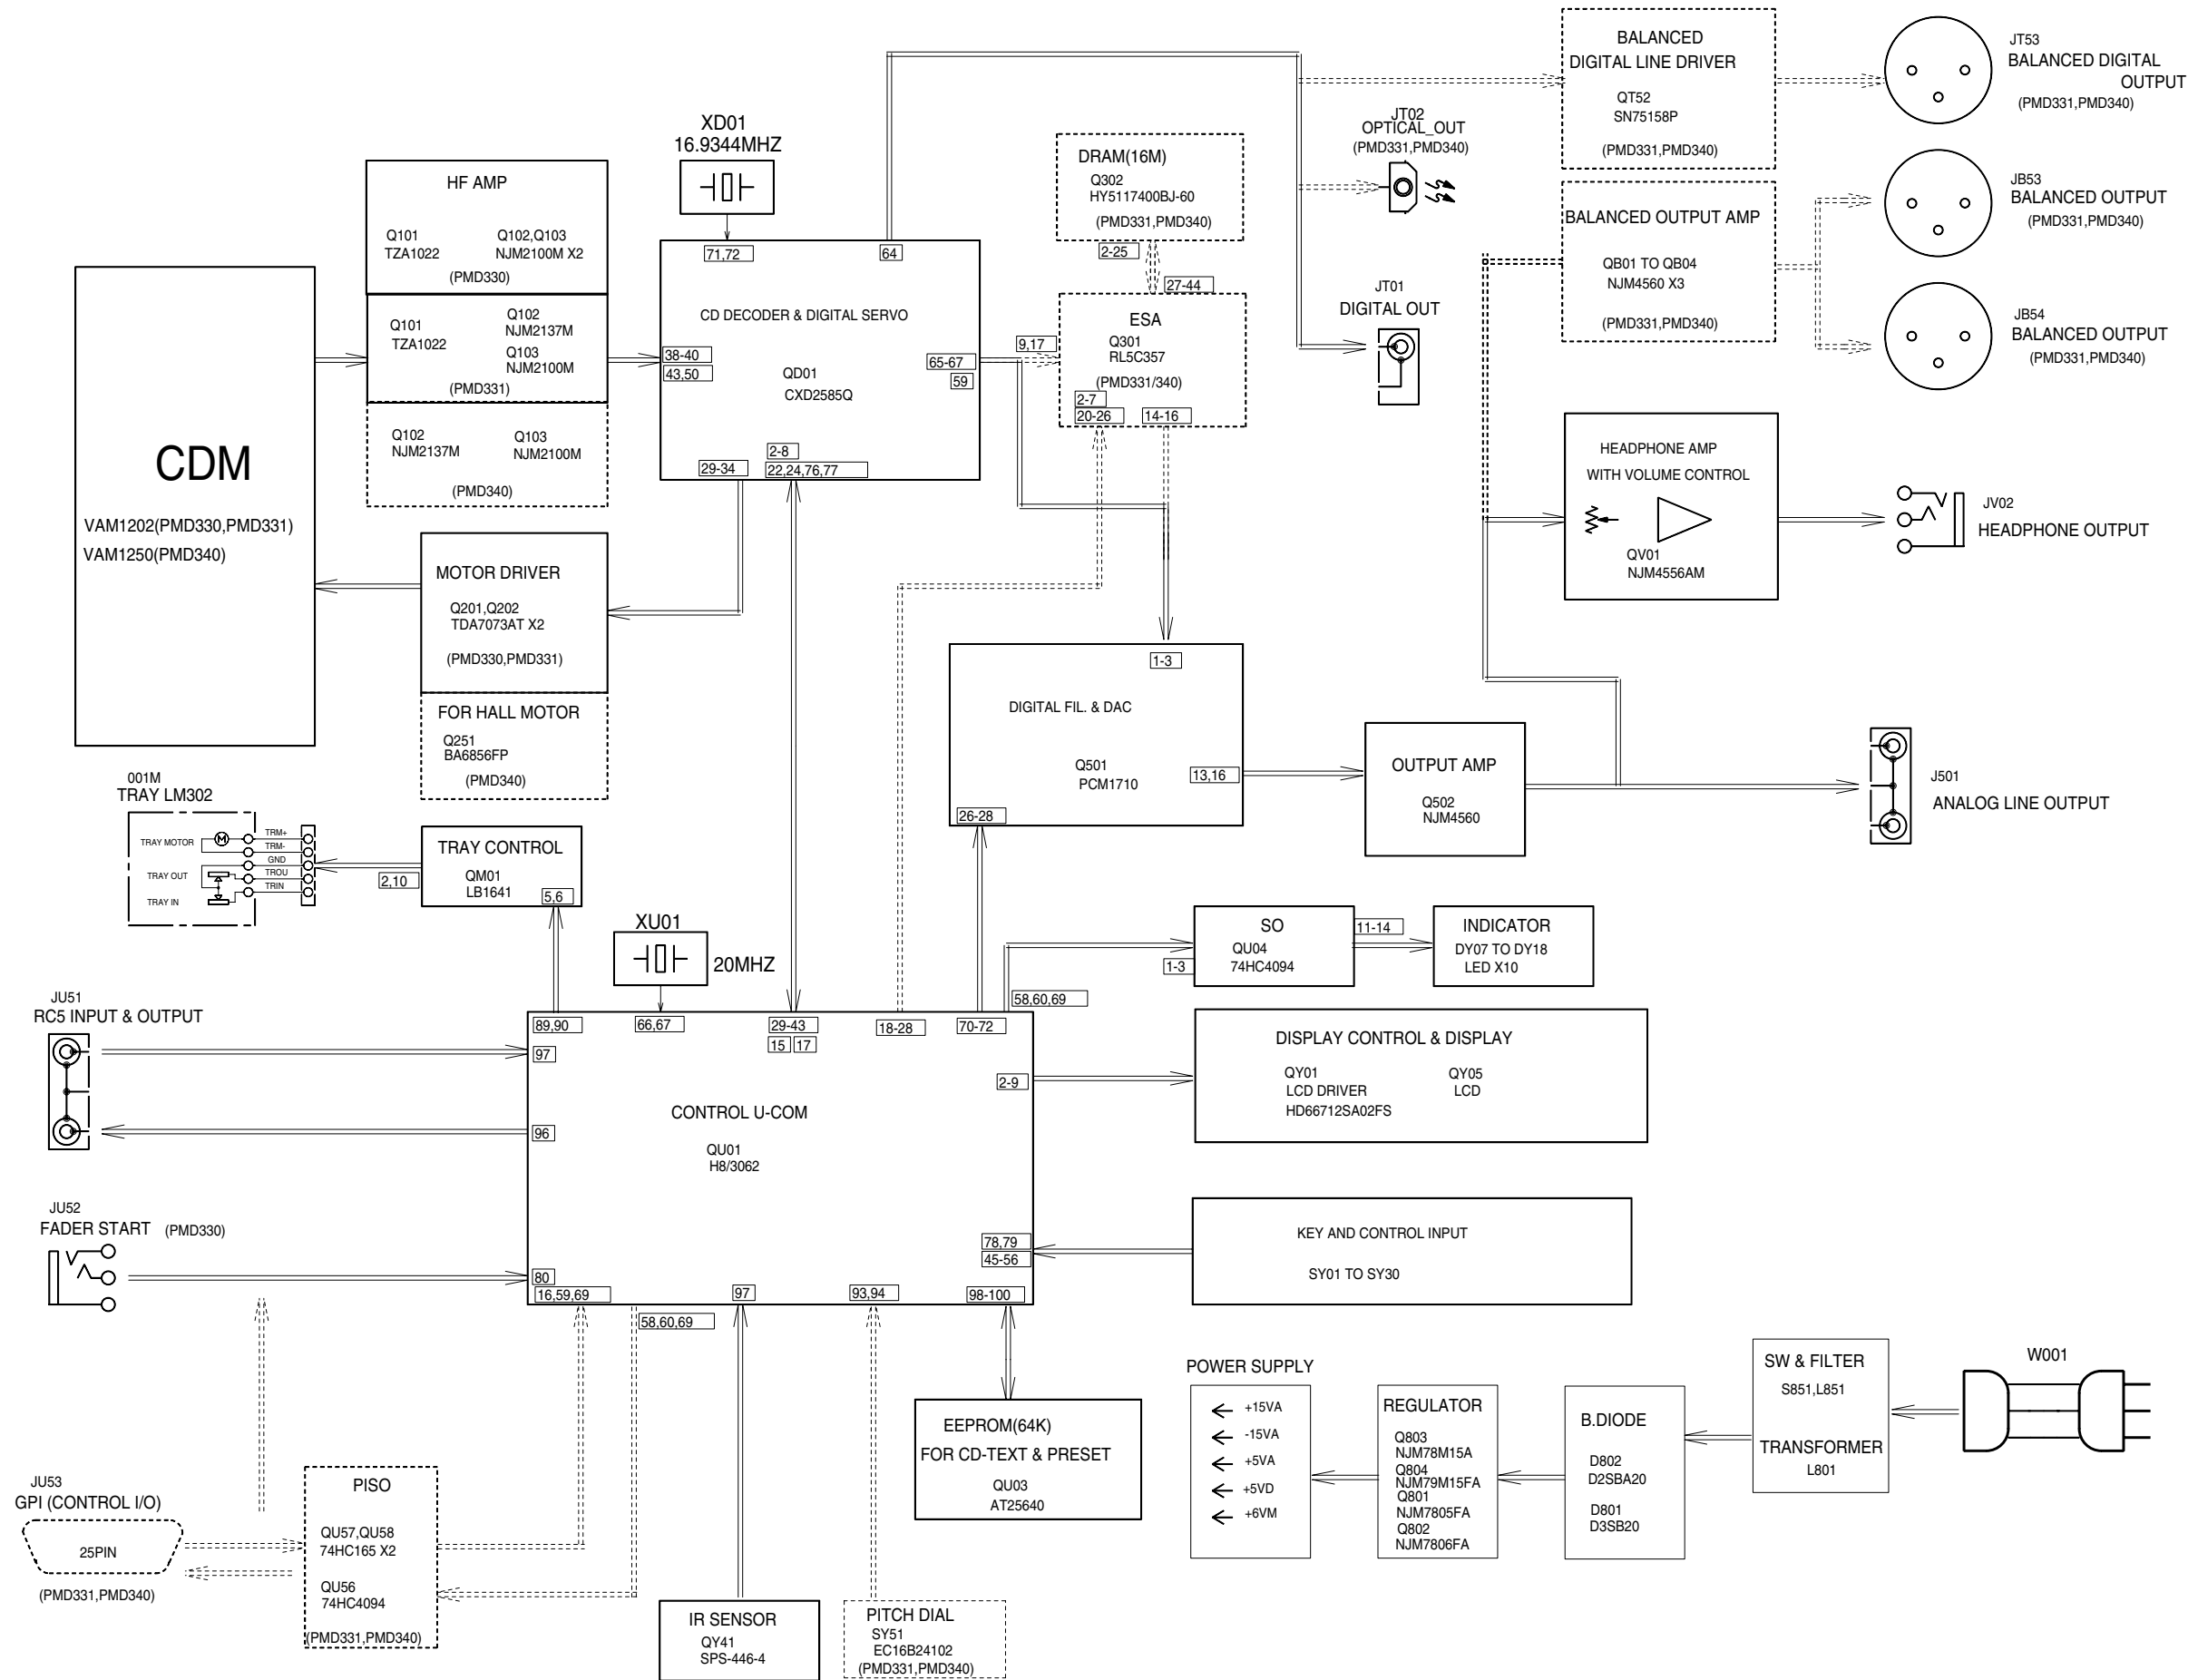 BALANCED
DIGITAL LINE DRIVER
QT52
SN75158P
(PMD331,PMD340)
JT53
BALANCED DIGITAL
OUTPUT
(PMD331,PMD340)
XD01
16.9344MHZ
JT02
OPTICAL_OUT
(PMD331,PMD340)
DRAM(16M)
Q302
HY5117400BJ-60
(PMD331,PMD340)
2-25
27-44
HF AMP
Q101
TZA1022
Q102,Q103
NJM2100M X2
(PMD330)
Q101
TZA1022
Q102
NJM2137M
Q103
NJM2100M
(PMD331)
Q102
NJM2137M
Q103
NJM2100M
(PMD340)
BALANCED OUTPUT AMP
QB01 TO QB04
NJM4560 X3
(PMD331,PMD340)
JB53
BALANCED OUTPUT
(PMD331,PMD340)
JB54
BALANCED OUTPUT
(PMD331,PMD340)
71,72
64
CD DECODER & DIGITAL SERVO
38-40
43,50
QD01
CXD2585Q
65-67
59
2-8
29-34
22,24,76,77
9,17
ESA
Q301
RL5C357
(PMD331/340)
2-7
20-26
14-16
JT01
DIGITAL OUT
CDM
VAM1202(PMD330,PMD331)
VAM1250(PMD340)
MOTOR DRIVER
Q201,Q202
TDA7073AT X2
(PMD330,PMD331)
FOR HALL MOTOR
Q251
BA6856FP
(PMD340)
HEADPHONE AMP
WITH VOLUME CONTROL
QV01
NJM4556AM
JV02
HEADPHONE OUTPUT
1-3
DIGITAL FIL. & DAC
Q501
PCM1710
13,16
26-28
OUTPUT AMP
Q502
NJM4560
J501
ANALOG LINE OUTPUT
001M
TRAY LM302
TRAY MOTOR
M
TRM+
TRM-
GND
TRAY OUT
TROU
TRIN
TRAY IN
2,10
TRAY CONTROL
QM01
LB1641
5,6
XU01
20MHZ
SO
QU04
74HC4094
1-3
11-14
INDICATOR
DY07 TO DY18
LED X10
58,60,69
JU51
RC5 INPUT & OUTPUT
89,90
66,67
29-43
15
17
18-28
70-72
97
2-9
CONTROL U-COM
QU01
H8/3062
96
DISPLAY CONTROL & DISPLAY
QY01
LCD DRIVER
HD66712SA02FS
QY05
LCD
JU52
FADER START (PMD330)
80
16,59,69
97
93,94
78,79
45-56
98-100
58,60,69
KEY AND CONTROL INPUT
SY01 TO SY30
EEPROM(64K)
FOR CD-TEXT & PRESET
QU03
AT25640
POWER SUPPLY
+15VA
-15VA
+5VA
+5VD
+6VM
REGULATOR
Q803
NJM78M15A
Q804
NJM79M15FA
Q801
NJM7805FA
Q802
NJM7806FA
B.DIODE
D802
D2SBA20
D801
D3SB20
SW & FILTER
S851,L851
TRANSFORMER
L801
W001
JU53
GPI (CONTROL I/O)
25PIN
(PMD331,PMD340)
PISO
QU57,QU58
74HC165 X2
QU56
74HC4094
(PMD331,PMD340)
IR SENSOR
QY41
SPS-446-4
PITCH DIAL
SY51
EC16B24102
(PMD331,PMD340)